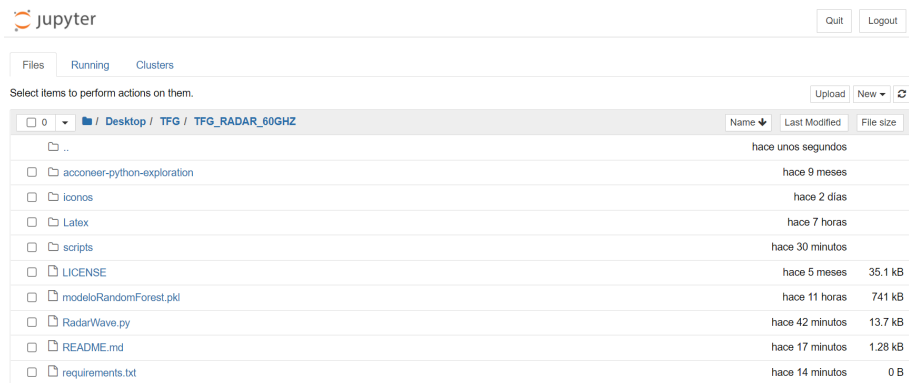 jupyter
Quit Logout
Files Running Clusters
Select items to perform actions on them.
Upload New
0 / Desktop / TFG / TFG_RADAR_60GHZ Name Last Modified File size
.. hace unos segundos
acconeer-python-exploration hace 9 meses
iconos hace 2 días
Latex hace 7 horas
scripts hace 30 minutos
LICENSE hace 5 meses 35.1 kB
modeloRandomForest.pkl hace 11 horas 741 kB
RadarWave.py hace 42 minutos 13.7 kB
README.md hace 17 minutos 1.28 kB
requirements.txt hace 14 minutos 0 B